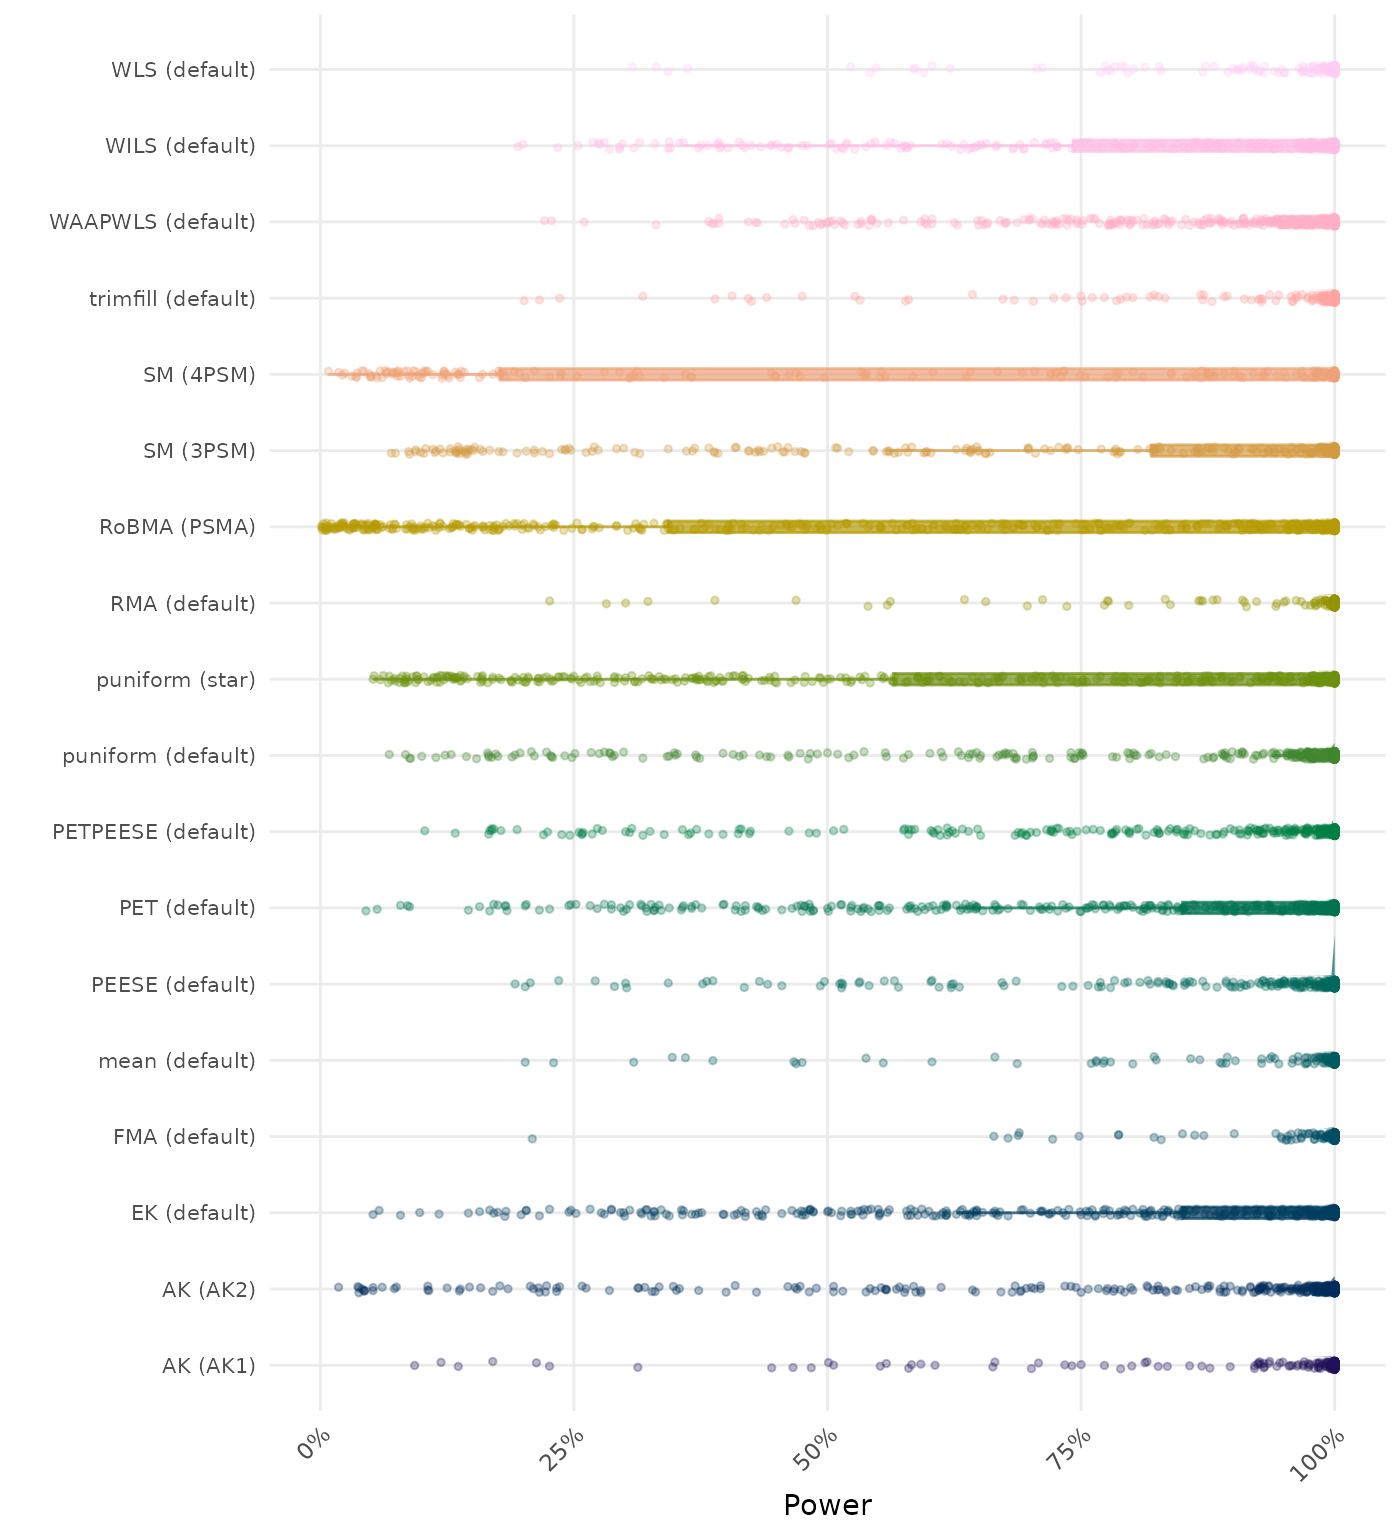 WLS (default)
WILS (default)
WAAPWLS (default)
trimfill (default)
SM (4PSM)
SM (3PSM)
RoBMA (PSMA)
RMA (default)
puniform (star)
puniform (default)
PETPEESE (default)
PET (default)
PEESE (default)
mean (default)
FMA (default)
EK (default)
AK (AK2)
AK (AK1)
0%
25%
50%
75%
100%
Power